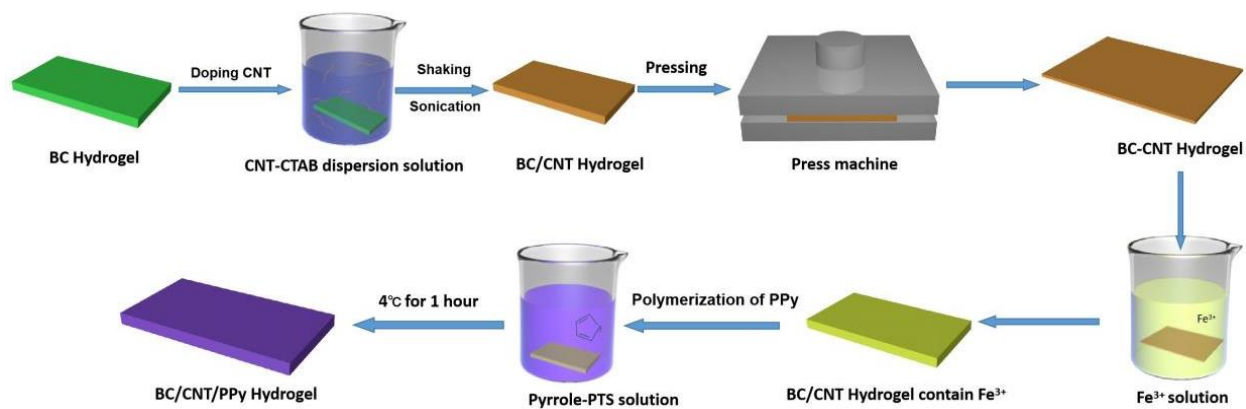 Doping CNT
Shaking
Sonication
Pressing
BC Hydrogel
CNT-CTAB dispersion solution
BC/CNT Hydrogel
Press machine
BC-CNT Hydrogel
4℃ for 1 hour
Polymerization of PPy
Fe³⁺
BC/CNT/PPy Hydrogel
Pyrrole-PTS solution
BC/CNT Hydrogel contain Fe³⁺
Fe³⁺ solution